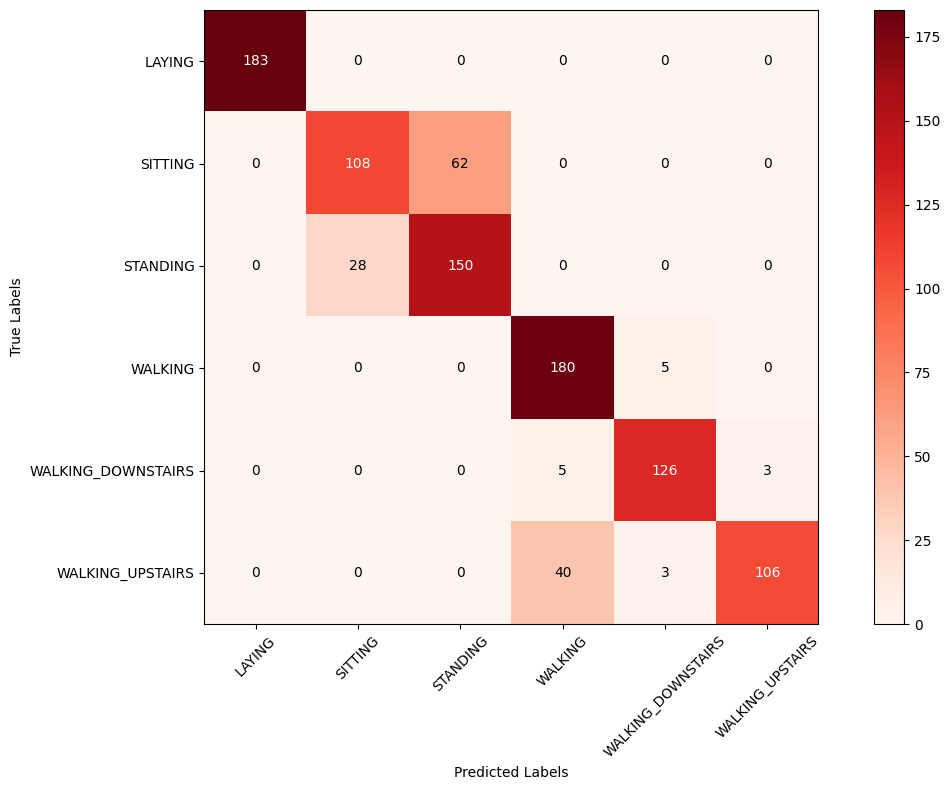 LAYING 183 0 0 0 0 0
SITTING 0 108 62 0 0 0
STANDING 0 28 150 0 0 0
WALKING 0 0 0 180 5 0
WALKING_DOWNSTAIRS 0 0 0 5 126 3
WALKING_UPSTAIRS 0 0 0 40 3 106
LAYING SITTING STANDING WALKING WALKING_DOWNSTAIRS WALKING_UPSTAIRS
Predicted Labels
True Labels
175
150
125
100
75
50
25
0